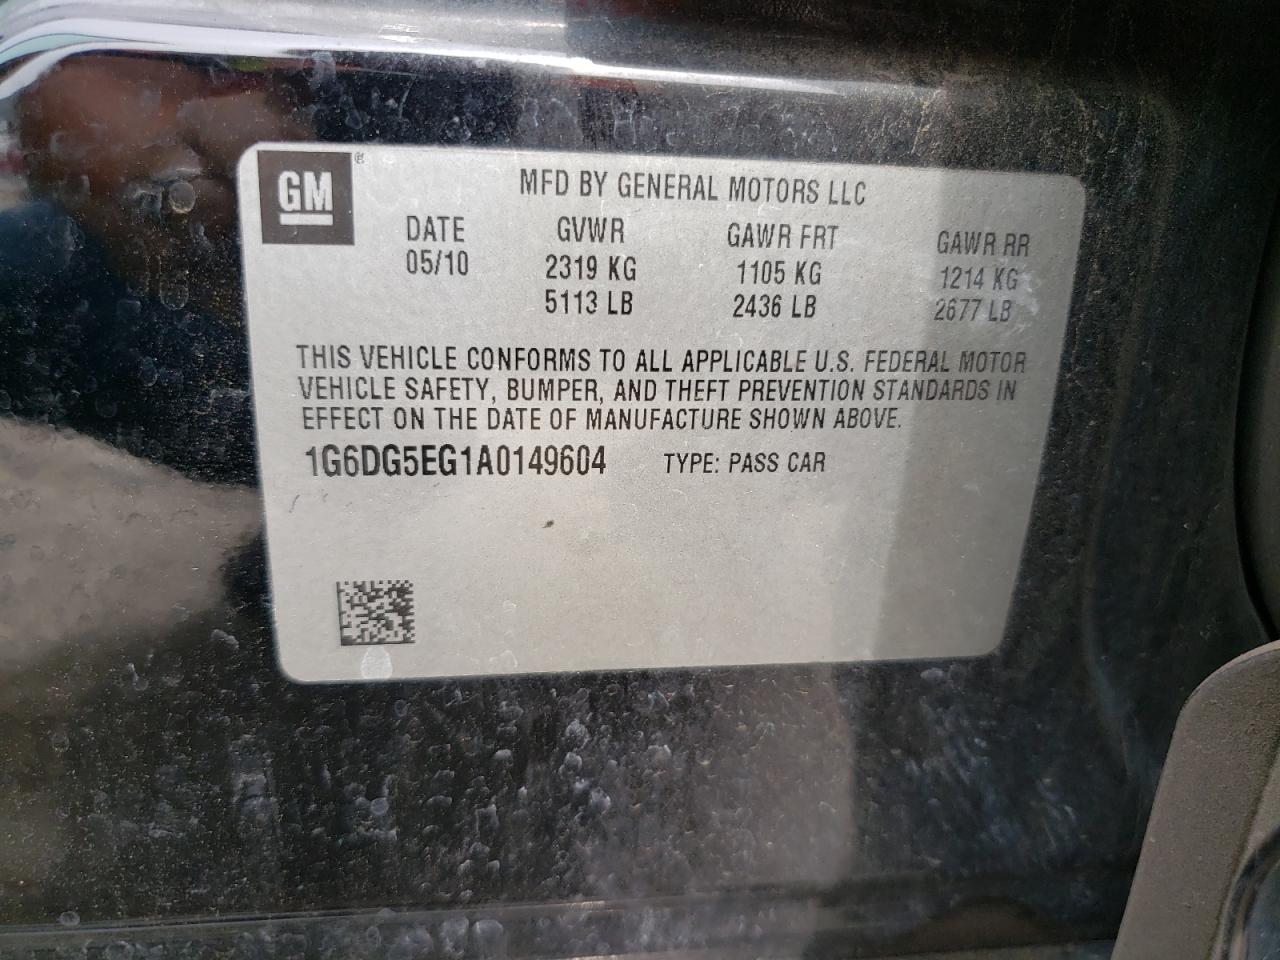 GM ®
MFD BY GENERAL MOTORS LLC
DATE GVWR GAWR FRT GAWR RR
05/10 2319 KG 1105 KG 1214 KG
5113 LB 2436 LB 2677 LB
THIS VEHICLE CONFORMS TO ALL APPLICABLE U.S. FEDERAL MOTOR
VEHICLE SAFETY, BUMPER, AND THEFT PREVENTION STANDARDS IN
EFFECT ON THE DATE OF MANUFACTURE SHOWN ABOVE.
1G6DG5EG1A0149604 TYPE: PASS CAR